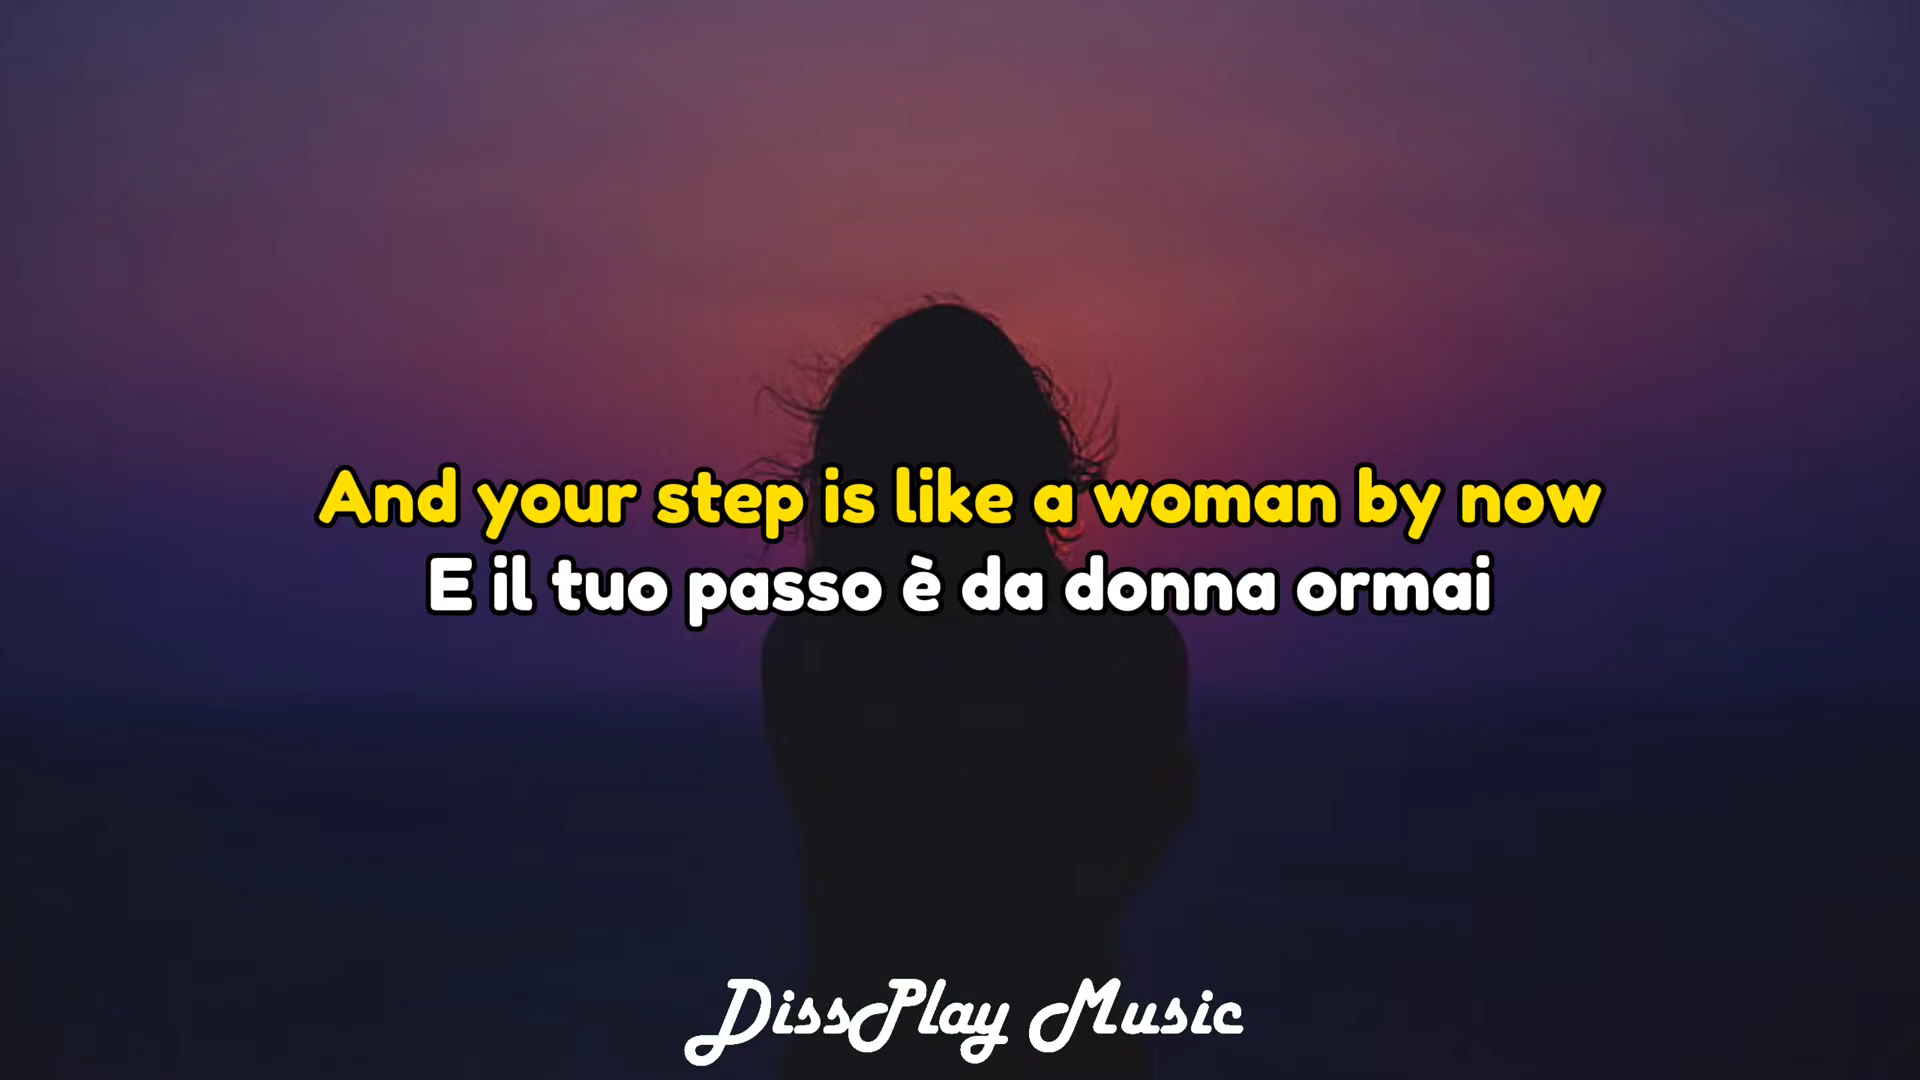 And your step is like a woman by now
E il tuo passo è da donna ormai
DissPlay Music